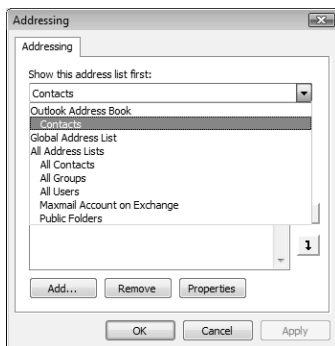 Addressing
Addressing
Show this address list first:
Contacts
Outlook Address Book
Contacts
Global Address List
All Address Lists
All Contacts
All Groups
All Users
Maxmail Account on Exchange
Public Folders
Add... Remove Properties
OK Cancel Apply